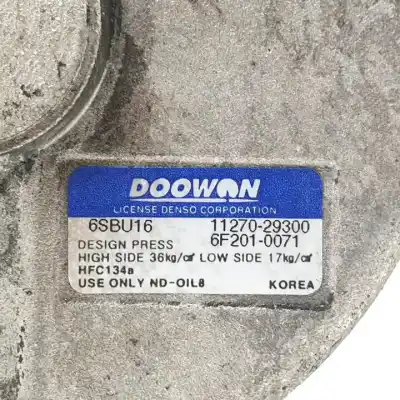 DOOWON
LICENSE DENSO CORPORATION
6SBU16 11270-29300
DESIGN PRESS 6F201-0071
HIGH SIDE 36kg/㎠ LOW SIDE 17kg/㎠
HFC134a
USE ONLY ND-OIL8 KOREA